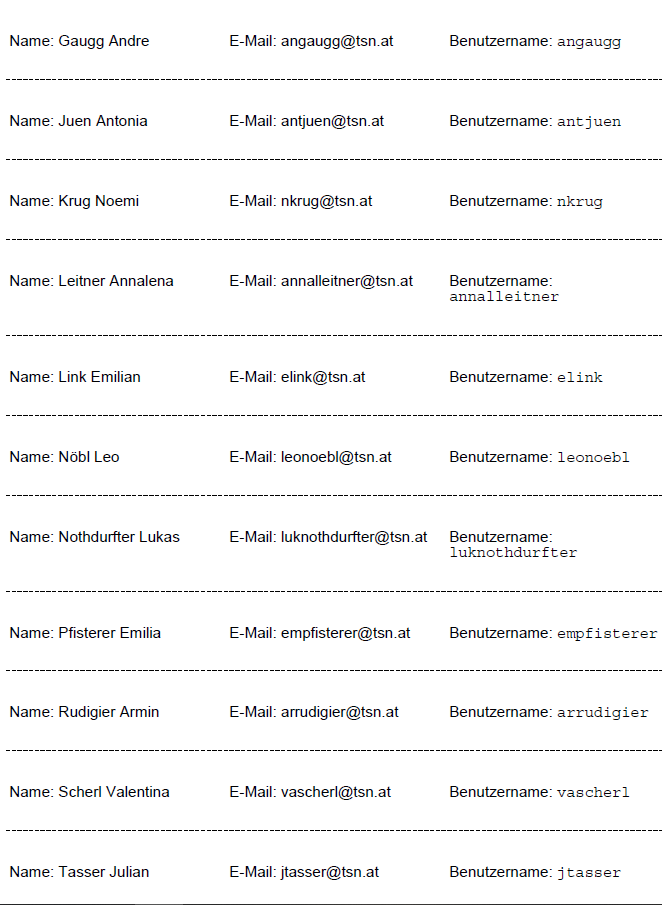 Name: Gaugg Andre E-Mail: angaugg@tsn.at Benutzername: angaugg
Name: Juen Antonia E-Mail: antjuen@tsn.at Benutzername: antjuen
Name: Krug Noemi E-Mail: nkrug@tsn.at Benutzername: nkrug
Name: Leitner Annalena E-Mail: annalleitner@tsn.at Benutzername:
annalleitner
Name: Link Emilian E-Mail: elink@tsn.at Benutzername: elink
Name: Nöbl Leo E-Mail: leonoebl@tsn.at Benutzername: leonoebl
Name: Nothdurfter Lukas E-Mail: luknothdurfter@tsn.at Benutzername:
luknothdurfter
Name: Pfisterer Emilia E-Mail: empfisterer@tsn.at Benutzername: empfisterer
Name: Rudigier Armin E-Mail: arrudigier@tsn.at Benutzername: arrudigier
Name: Scherl Valentina E-Mail: vascherl@tsn.at Benutzername: vascherl
Name: Tasser Julian E-Mail: jtasser@tsn.at Benutzername: jtasser